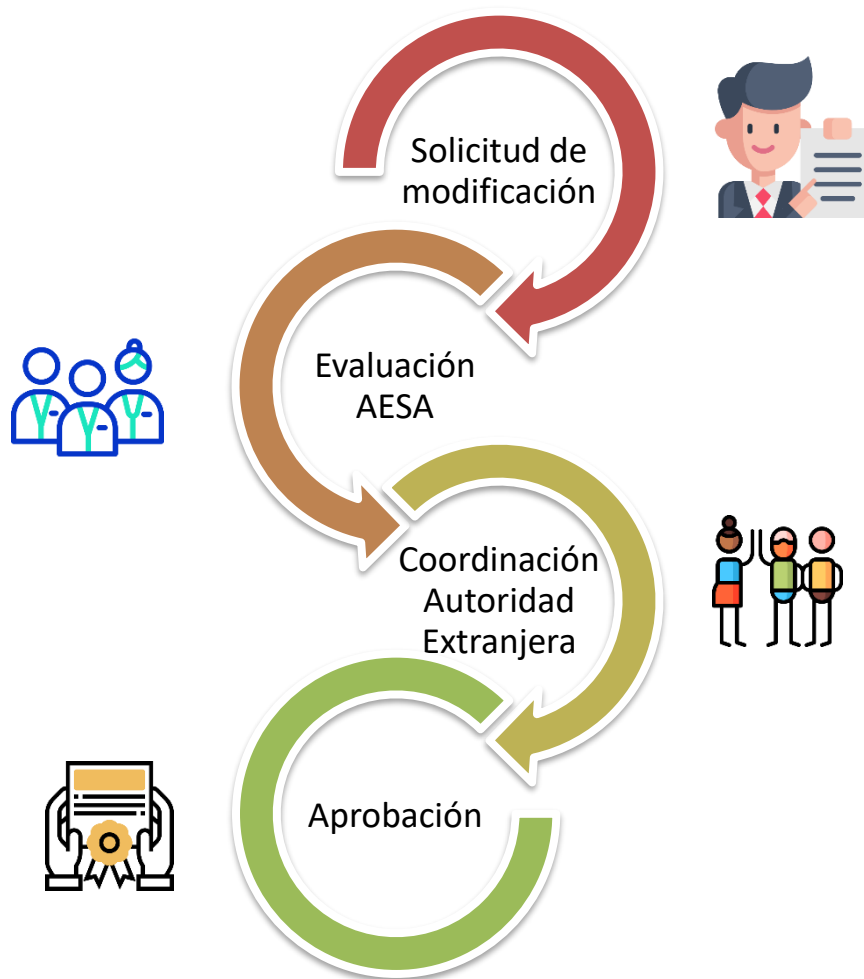 Solicitud de
modificación
Evaluación
AESA
Coordinación
Autoridad
Extranjera
Aprobación